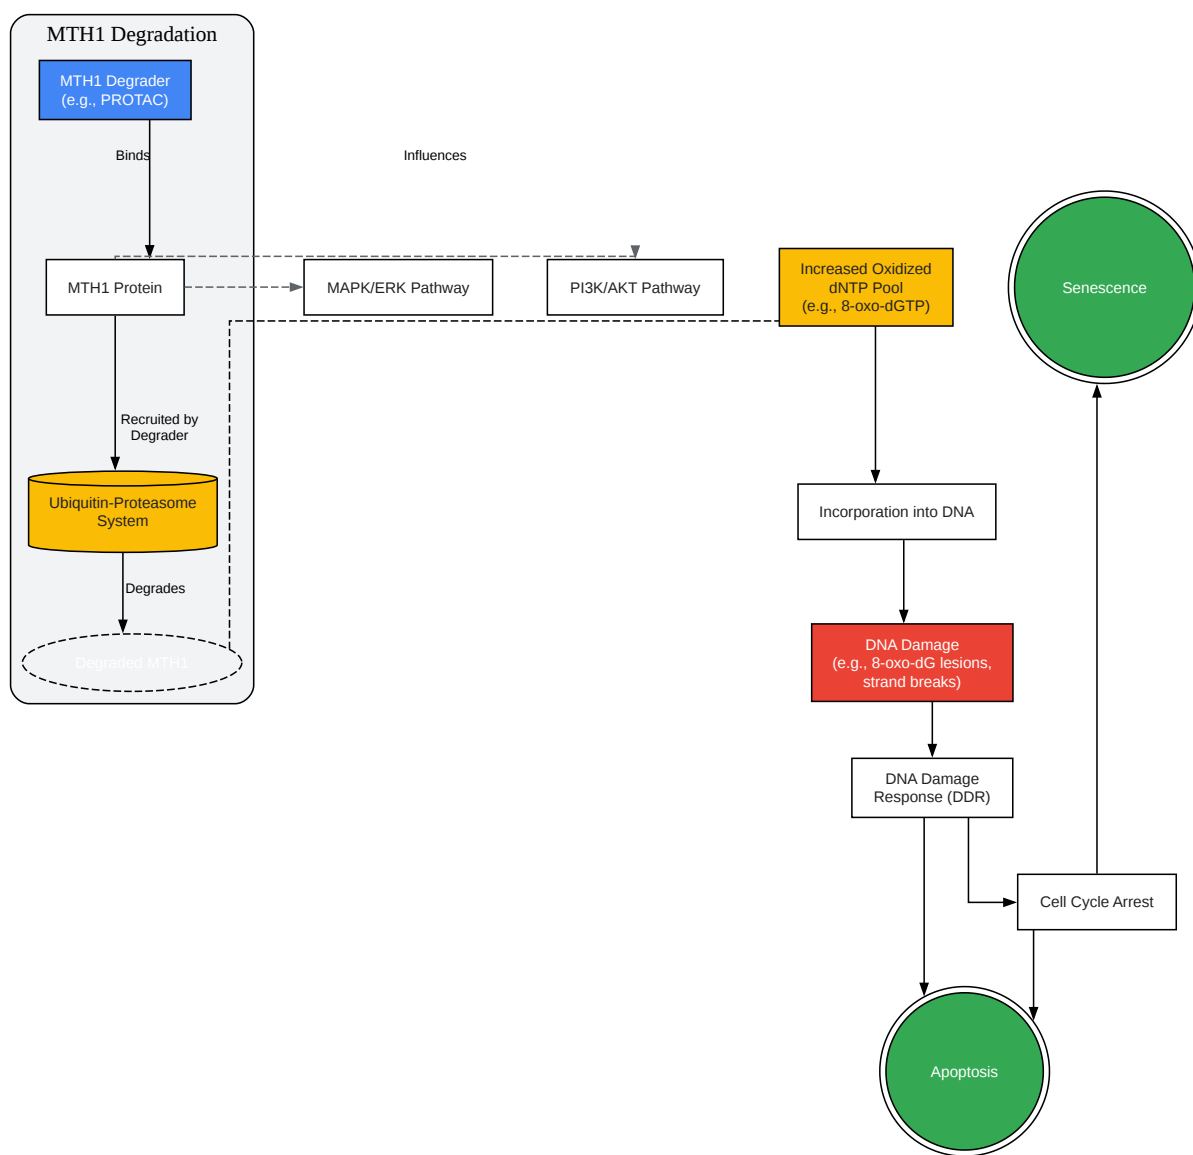 MTH1 Degradation
MTH1 Degrader
(e.g., PROTAC)
Binds
Influences
MTH1 Protein
MAPK/ERK Pathway
PI3K/AKT Pathway
Increased Oxidized
dNTP Pool
(e.g., 8-oxo-dGTP)
Senescence
Recruited by
Degrader
Ubiquitin-Proteasome
System
Incorporation into DNA
Degrades
Degraded MTH1
DNA Damage
(e.g., 8-oxo-dG lesions,
strand breaks)
DNA Damage
Response (DDR)
Cell Cycle Arrest
Apoptosis